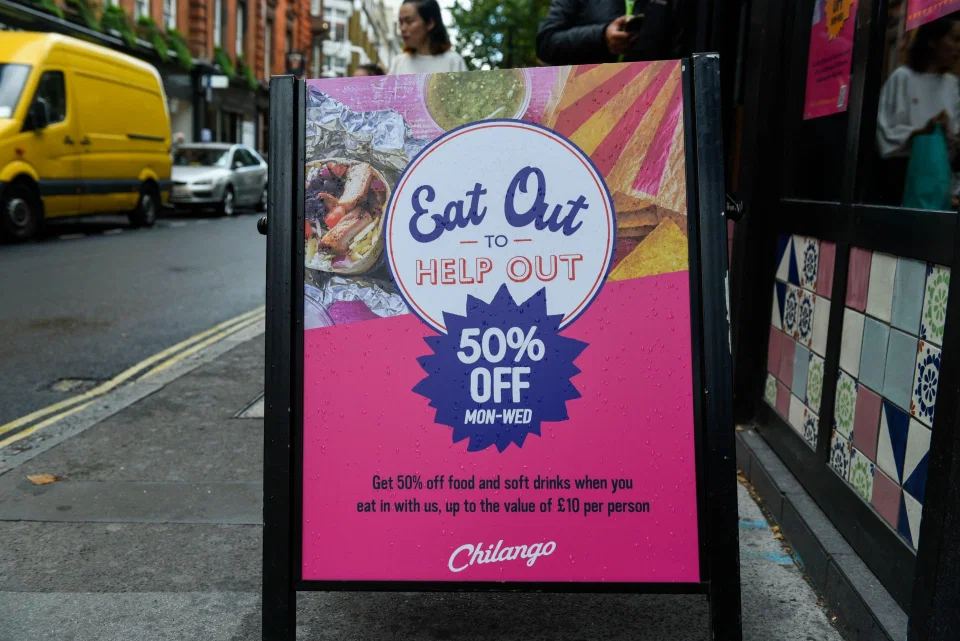 Eat Out
TO
HELP OUT
50%
OFF
MON-WED
Get 50% off food and soft drinks when you
eat in with us, up to the value of £10 per person
Chilango